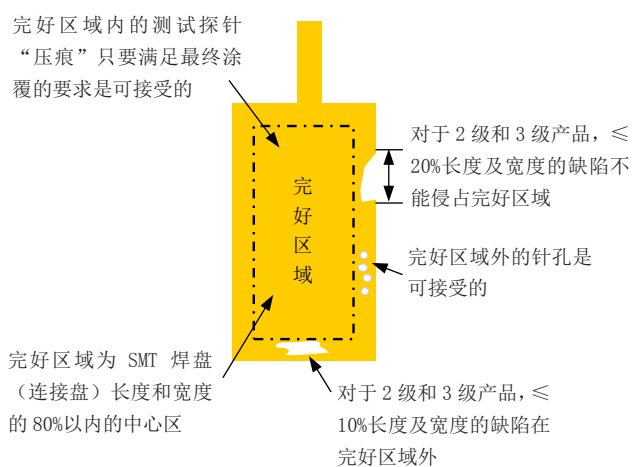 完好区域内的测试探针
“压痕”只要满足最终涂
覆的要求是可接受的
对于 2 级和 3 级产品，≤
20%长度及宽度的缺陷不
能侵占完好区域
完
好
区
域
完好区域外的针孔是
可接受的
完好区域为 SMT 焊盘
（连接盘）长度和宽度
的 80%以内的中心区
对于 2 级和 3 级产品，≤
10%长度及宽度的缺陷在
完好区域外